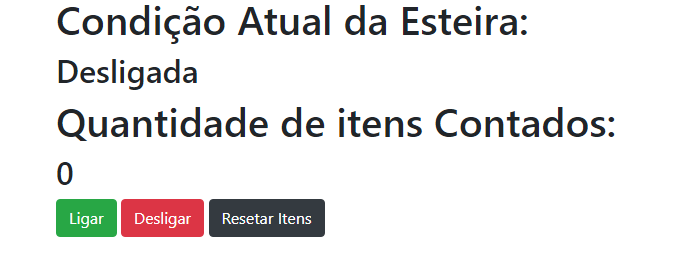 Condição Atual da Esteira:
Desligada
Quantidade de itens Contados:
0
Ligar Desligar Resetar Itens